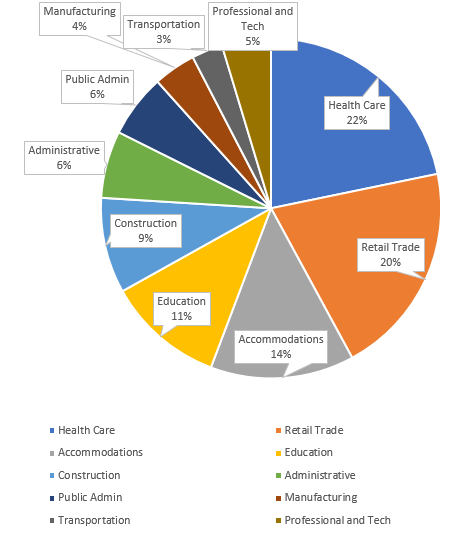 Manufacturing
4%
Transportation
3%
Professional and
Tech
5%
Public Admin
6%
Health Care
22%
Administrative
6%
Construction
9%
Retail Trade
20%
Education
11%
Accommodations
14%
Health Care
Retail Trade
Accommodations
Education
Construction
Administrative
Public Admin
Manufacturing
Transportation
Professional and Tech